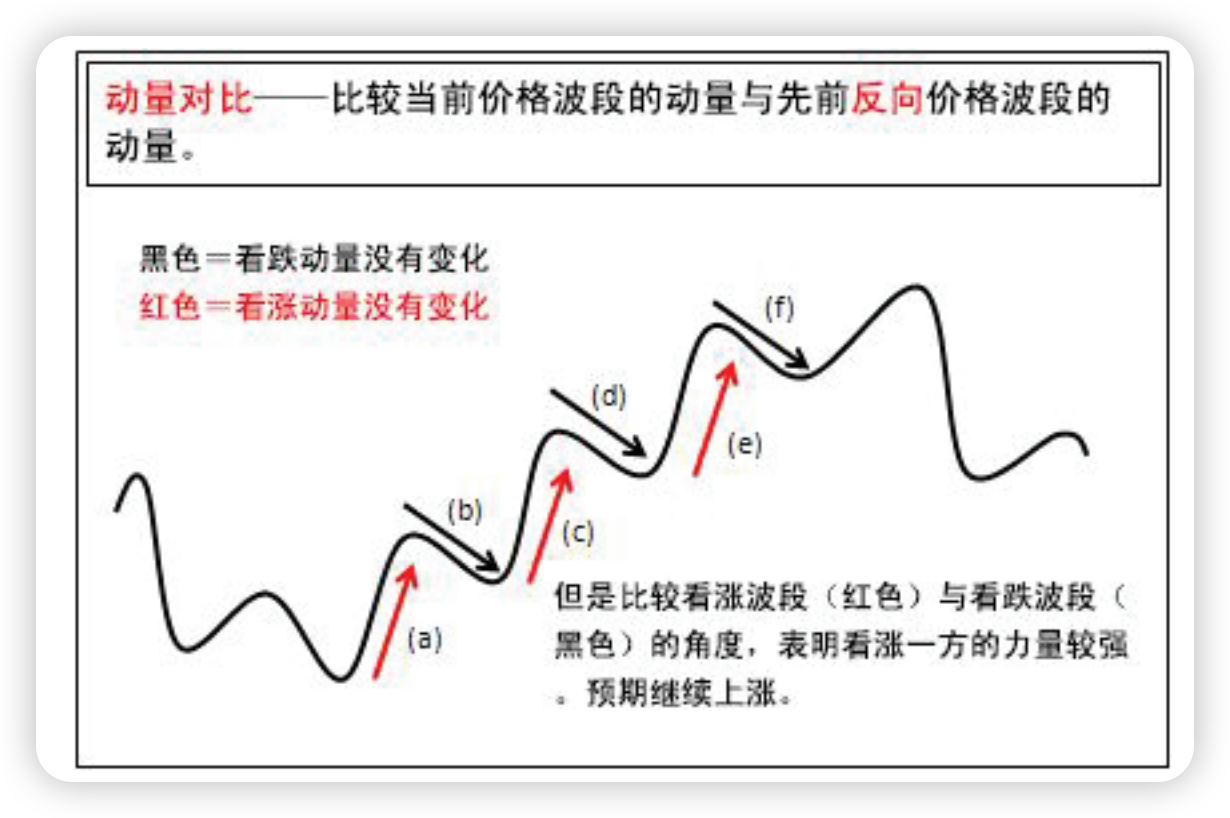 动量对比——比较当前价格波段的动量与先前反向价格波段的
动量。
黑色＝看跌动量没有变化
红色＝看涨动量没有变化
(f)
(d)
(e)
(b)
(c)
但是比较看涨波段（红色）与看跌波段（
(a)
黑色）的角度，表明看涨一方的力量较强
。预期继续上涨。